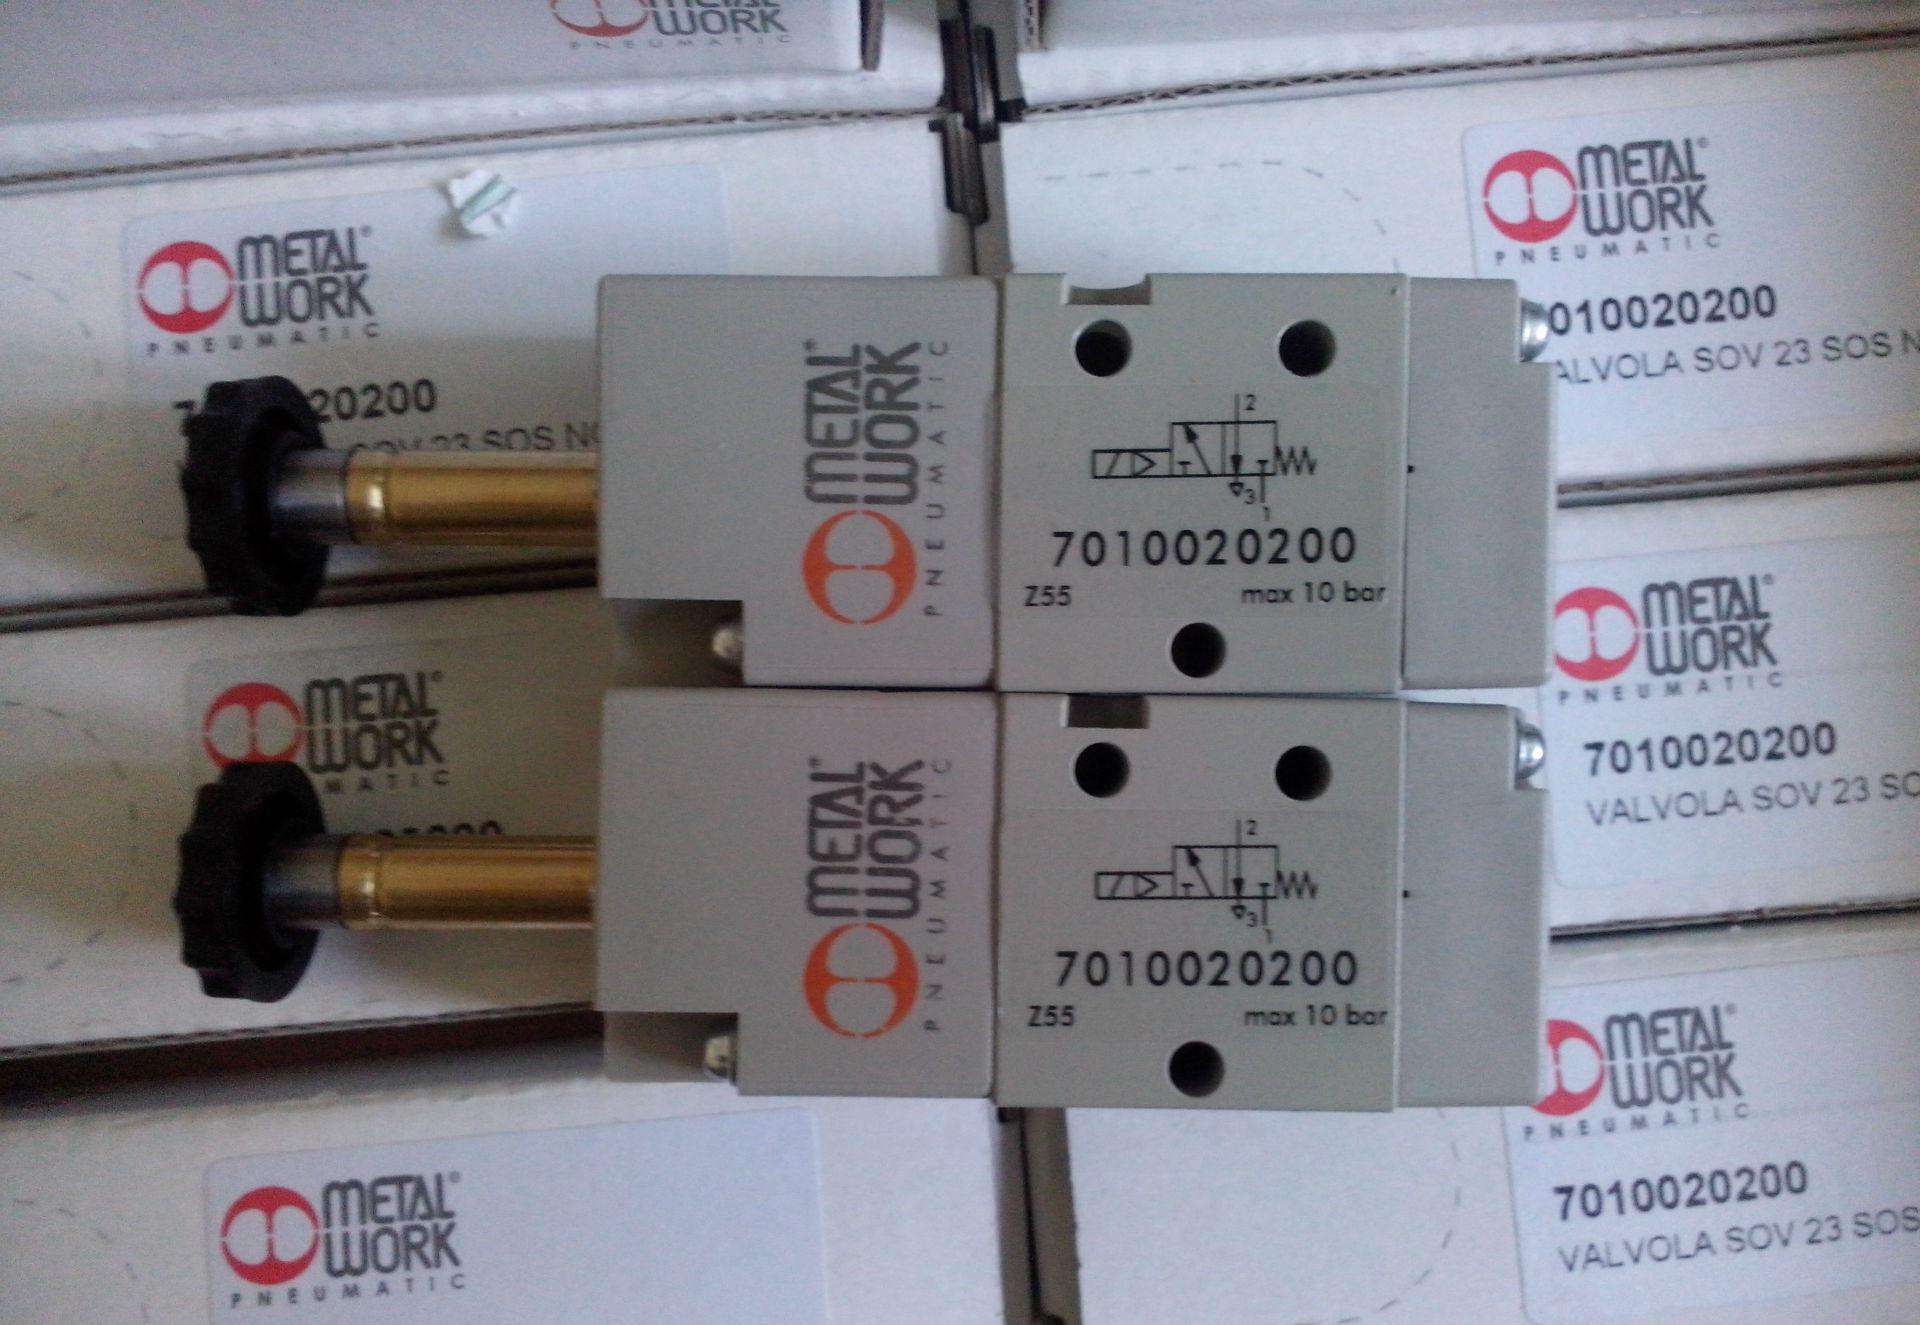 METAL
WORK
PNEUMATIC
METAL®
WORK
PNEUMATIC
20200
SOV 23 SOS
METAL®
WORK
PNEUMATIC
010020200
ALVOLA SOV 23 SOS N
METAL®
WORK
PNEUMATIC
2
3
1
7010020200
Z55
max 10 bar
METAL®
WORK
PNEUMATIC
7010020200
VALVOLA SOV 23 SO
METAL®
WORK
MATIC
METAL®
WORK
PNEUMATIC
2
3
1
7010020200
Z55
max 10 bar
METAL®
WORK
PNEUMATIC
7010020200
VALVOLA SOV 23 SOS
METAL®
WORK
PNEUMATIC